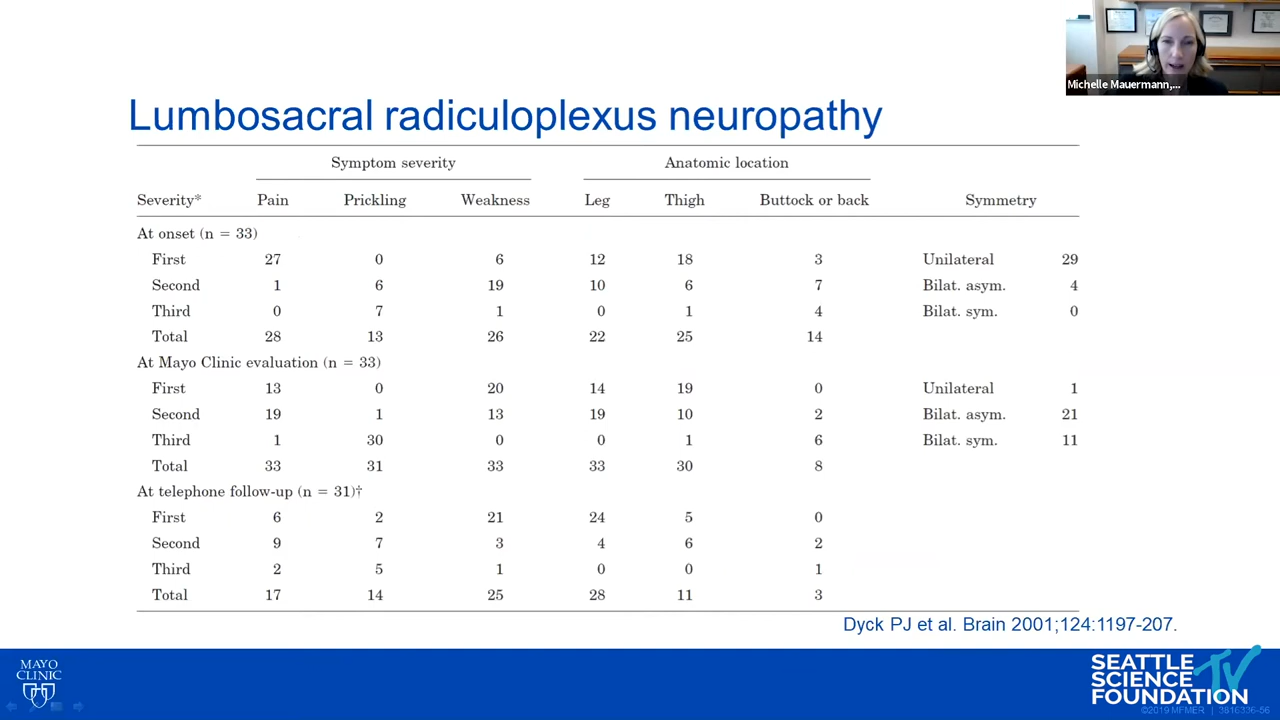 Michelle Mauermann,...
Lumbosacral radiculoplexus neuropathy
Symptom severity Anatomic location
Severity* Pain Prickling Weakness Leg Thigh Buttock or back Symmetry
At onset (n = 33)
First 27 0 6 12 18 3 Unilateral 29
Second 1 6 19 10 6 7 Bilat. asym. 4
Third 0 7 1 0 1 4 Bilat. sym. 0
Total 28 13 26 22 25 14
At Mayo Clinic evaluation (n = 33)
First 13 0 20 14 19 0 Unilateral 1
Second 19 1 13 19 10 2 Bilat. asym. 21
Third 1 30 0 0 1 6 Bilat. sym. 11
Total 33 31 33 33 30 8
At telephone follow-up (n = 31)†
First 6 2 21 24 5 0
Second 9 7 3 4 6 2
Third 2 5 1 0 0 1
Total 17 14 25 28 11 3
Dyck PJ et al. Brain 2001;124:1197-207.
MAYO
CLINIC
SEATTLE
SCIENCE TV
FOUNDATION
©2019 MFMER | 3816336-56